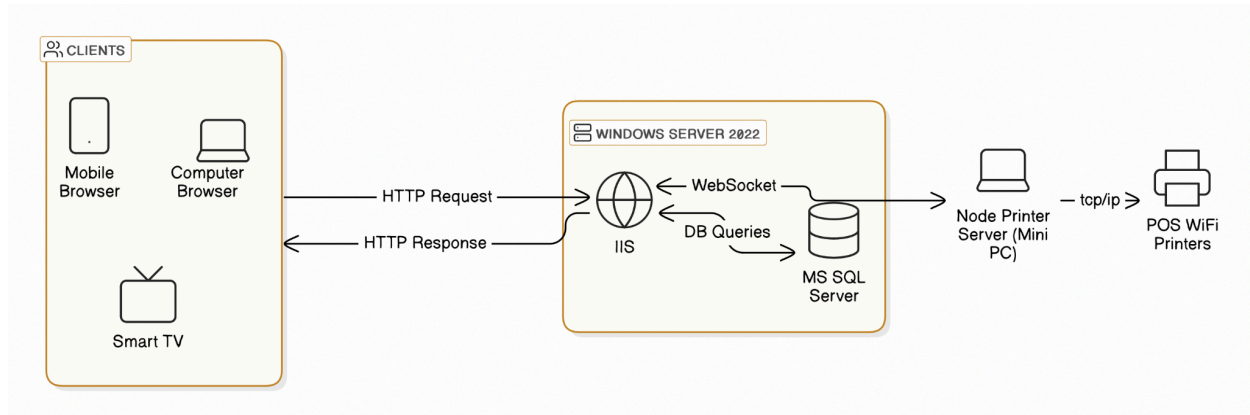 CLIENTS
Mobile
Browser
Computer
Browser
Smart TV
HTTP Request
HTTP Response
WINDOWS SERVER 2022
IIS
WebSocket
DB Queries
MS SQL
Server
Node Printer
Server (Mini
PC)
tcp/ip
POS WiFi
Printers